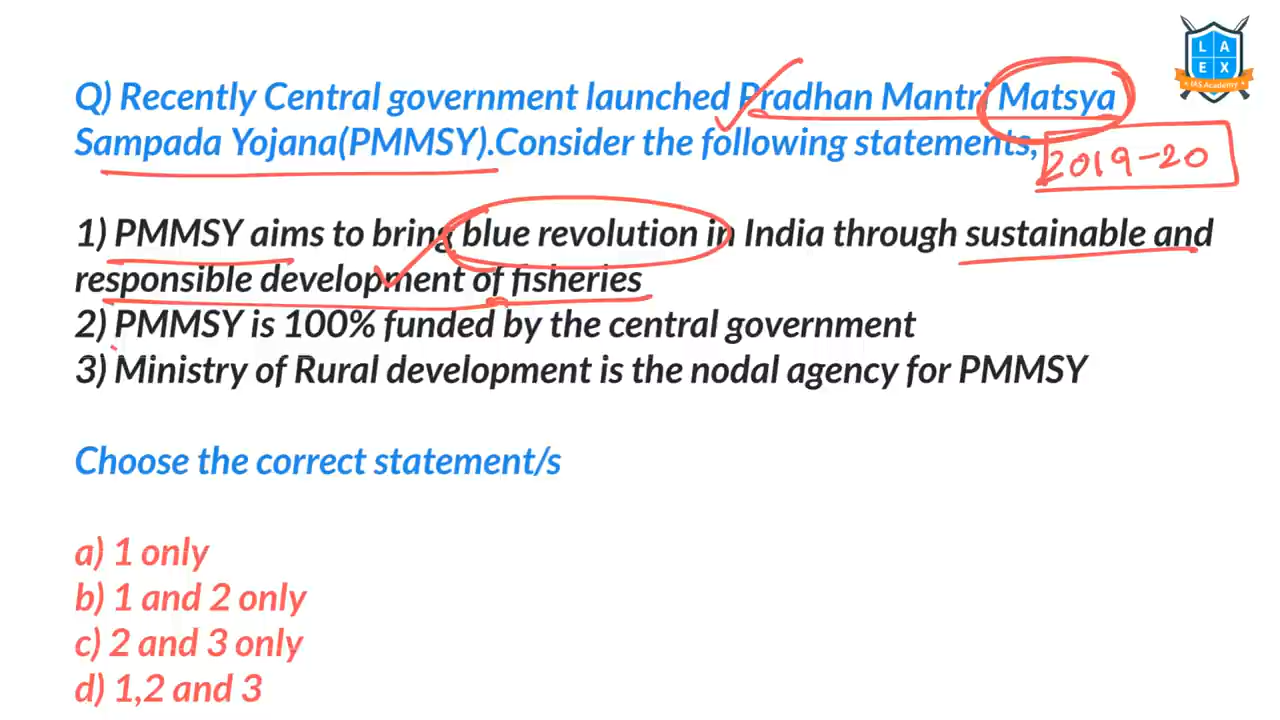 Q) Recently Central government launched Pradhan Mantri Matsya
Sampada Yojana(PMMSY).Consider the following statements,
2019-20
1) PMMSY aims to bring blue revolution in India through sustainable and
responsible development of fisheries
2) PMMSY is 100% funded by the central government
3) Ministry of Rural development is the nodal agency for PMMSY
Choose the correct statement/s
a) 1 only
b) 1 and 2 only
c) 2 and 3 only
d) 1,2 and 3
L A
E X
IAS Academy